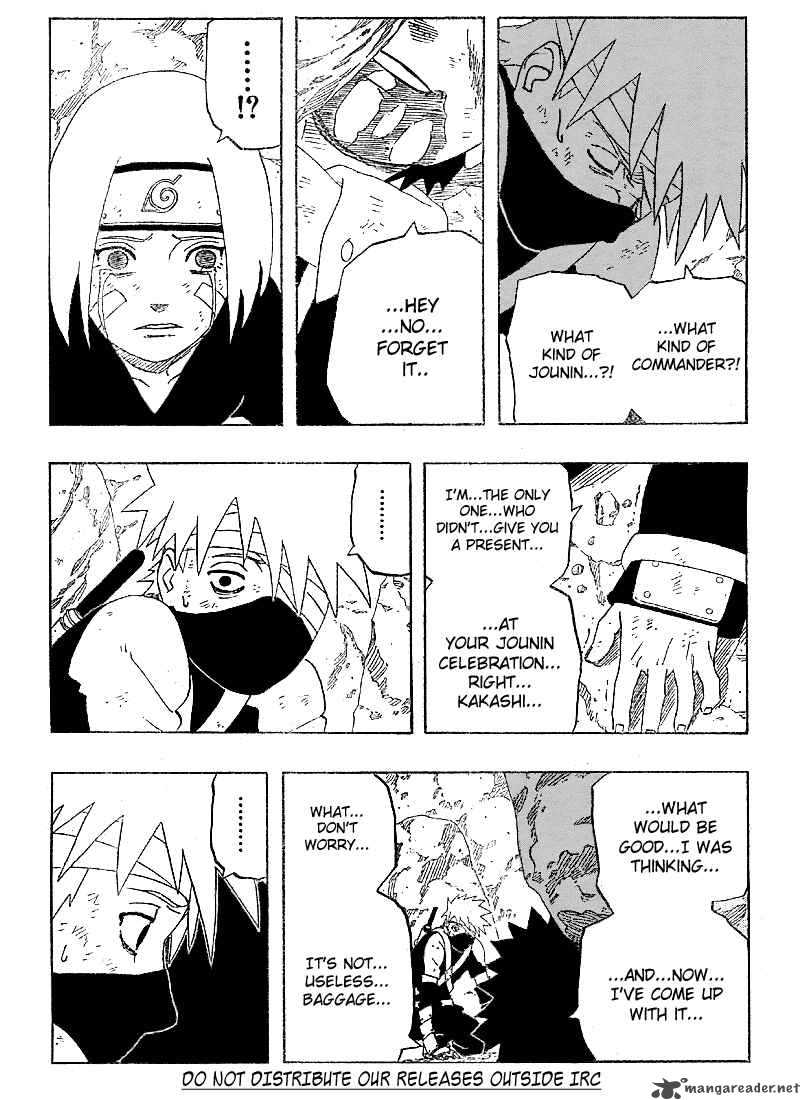 ...WHAT
KIND OF
COMMANDER?!
WHAT
KIND OF
JOUNIN...?!
...HEY
...NO...
FORGET
IT..
......
!?
I'M...THE ONLY
ONE...WHO
DIDN'T...GIVE YOU
A PRESENT...
...AT
YOUR JOUNIN
CELEBRATION...
RIGHT...
KAKASHI...
......
...WHAT
WOULD BE
GOOD...I WAS
THINKING...
...AND...NOW...
I'VE COME UP
WITH IT...
WHAT...
DON'T
WORRY...
IT'S NOT...
USELESS...
BAGGAGE...
......
DO NOT DISTRIBUTE OUR RELEASES OUTSIDE IRC
mangareader.net